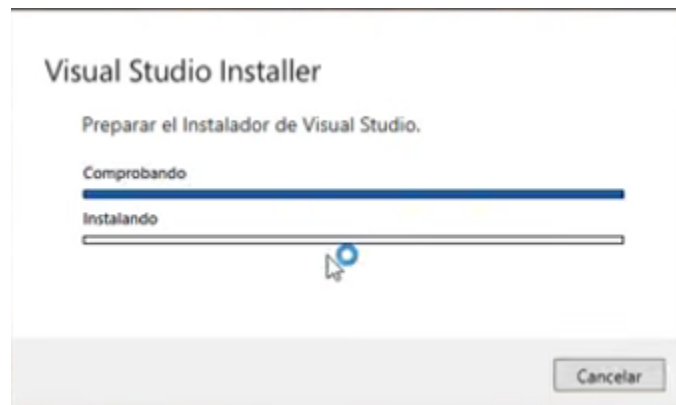 Visual Studio Installer
Preparar el Instalador de Visual Studio.
Comprobando
Instalando
Cancelar